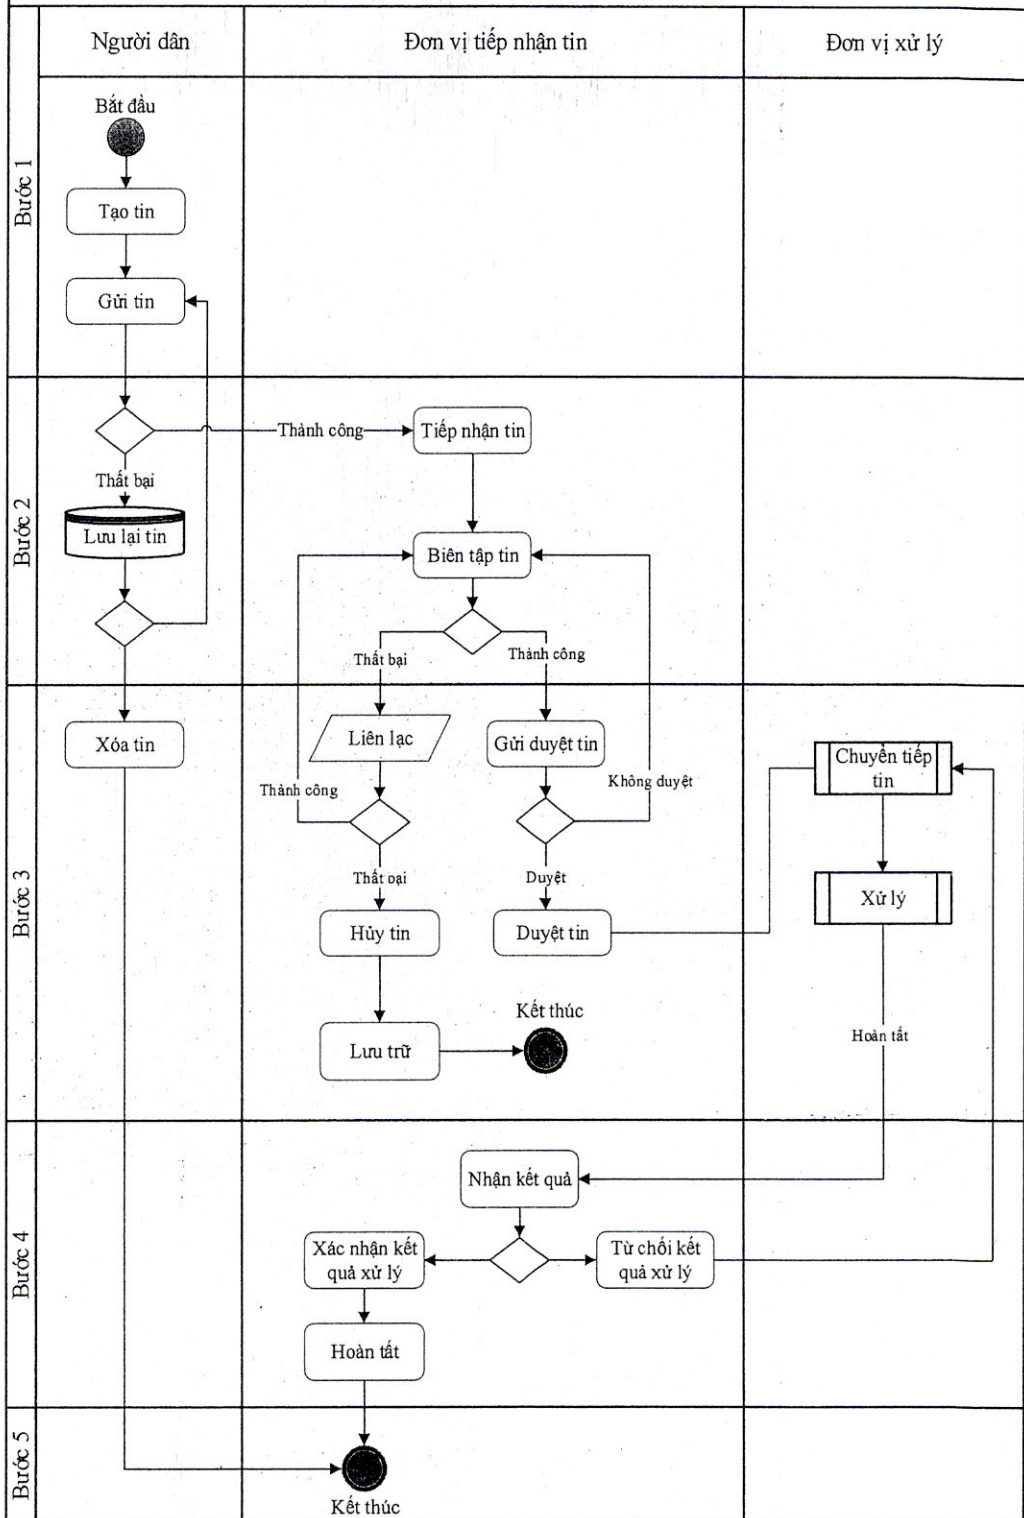 Người dân
Đơn vị tiếp nhận tin
Đơn vị xử lý
Bước 1
Bắt đầu
Tạo tin
Gửi tin
Bước 2
Thành công
Tiếp nhận tin
Thất bại
Lưu lại tin
Biên tập tin
Thất bại
Thành công
Bước 3
Xóa tin
Liên lạc
Gửi duyệt tin
Chuyển tiếp
tin
Thành công
Không duyệt
Thất oại
Duyệt
Xử lý
Hủy tin
Duyệt tin
Kết thúc
Lưu trữ
Hoàn tất
Bước 4
Nhận kết quả
Xác nhận kết
quả xử lý
Từ chối kết
quả xử lý
Hoàn tất
Bước 5
Kết thúc